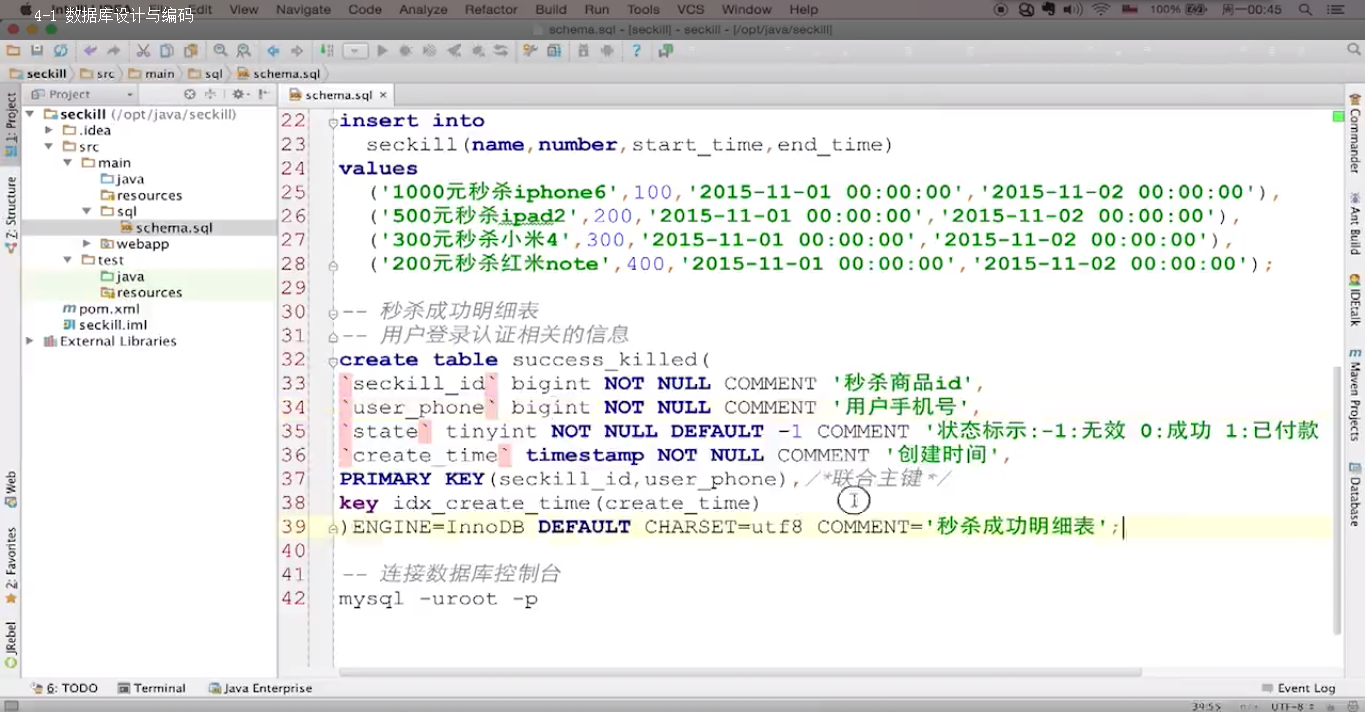 4-1 数据库设计与编码
Edit View Navigate Code Analyze Refactor Build Run Tools VCS Window Help 100% 周一00:45
schema.sql - [seckill] - seckill - [/opt/java/seckill]
seckill src main sql schema.sql
Project
schema.sql
seckill (/opt/java/seckill)
.idea
src
main
java
resources
sql
schema.sql
webapp
test
java
resources
pom.xml
seckill.iml
External Libraries
1: Project
7: Structure
Web
2: Favorites
JRebel
22 insert into
23 seckill(name,number,start_time,end_time)
24 values
25 ('1000元秒杀iphone6',100,'2015-11-01 00:00:00','2015-11-02 00:00:00'),
26 ('500元秒杀ipad2',200,'2015-11-01 00:00:00','2015-11-02 00:00:00'),
27 ('300元秒杀小米4',300,'2015-11-01 00:00:00','2015-11-02 00:00:00'),
28 ('200元秒杀红米note',400,'2015-11-01 00:00:00','2015-11-02 00:00:00');
29
30 -- 秒杀成功明细表
31 -- 用户登录认证相关的信息
32 create table success_killed(
33 `seckill_id` bigint NOT NULL COMMENT '秒杀商品id',
34 `user_phone` bigint NOT NULL COMMENT '用户手机号',
35 `state` tinyint NOT NULL DEFAULT -1 COMMENT '状态标示:-1:无效 0:成功 1:已付款
36 `create_time` timestamp NOT NULL COMMENT '创建时间',
37 PRIMARY KEY(seckill_id,user_phone),/*联合主键*/
38 key idx_create_time(create_time)
39 )ENGINE=InnoDB DEFAULT CHARSET=utf8 COMMENT='秒杀成功明细表';
40
41 -- 连接数据库控制台
42 mysql -uroot -p
Commander
Ant Build
IDEtalk
Maven Projects
Database
6: TODO Terminal Java Enterprise Event Log
39:55 n/a UTF-8